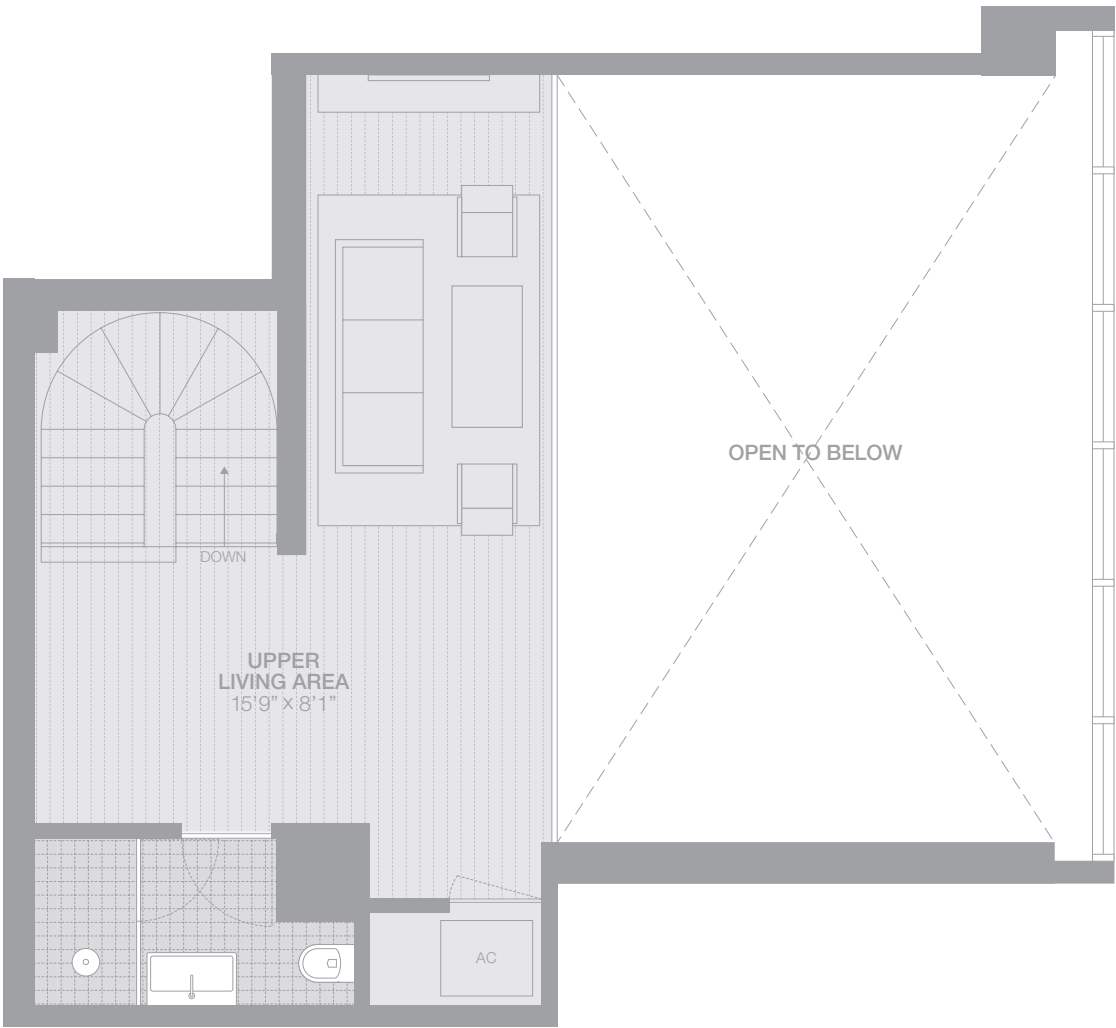 OPEN TO BELOW
DOWN
UPPER
LIVING AREA
15’9” x 8’1”
AC